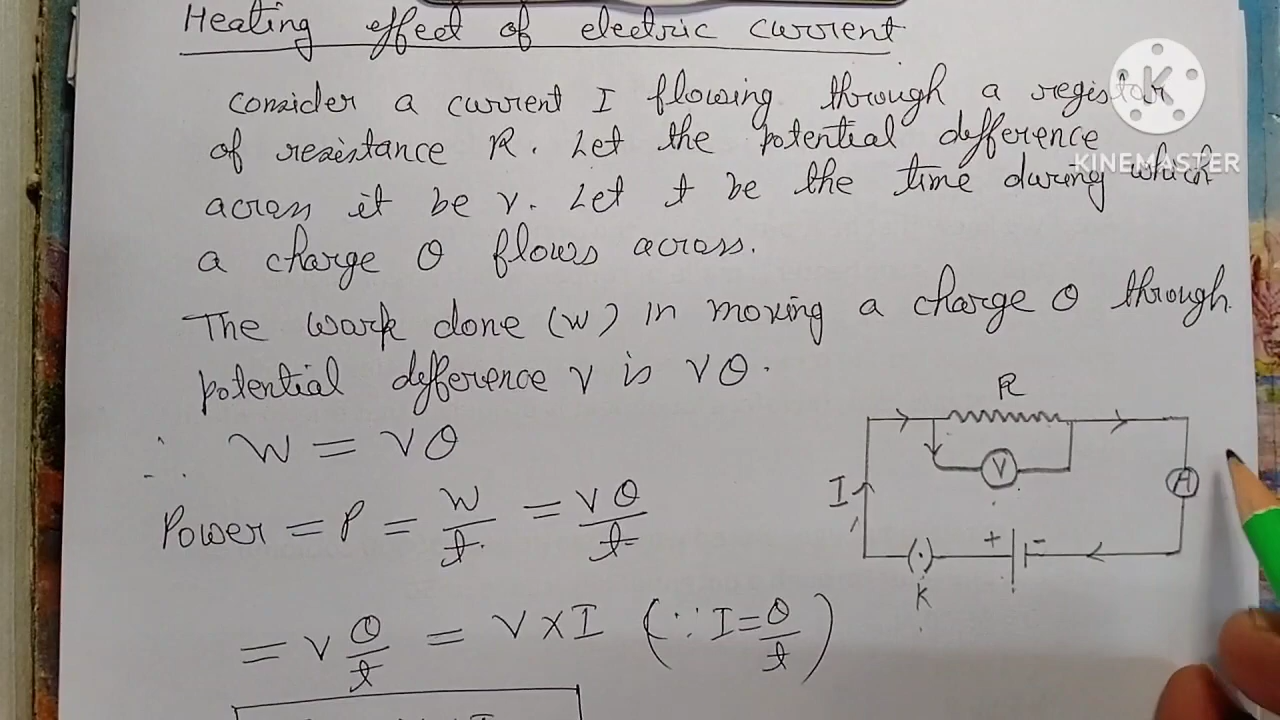 Heating effect of electric current
Consider a current I flowing through a registor
of resistance R. Let the potential difference
across it be V. Let t be the time during which
a charge Q flows across.
The work done (W) in moving a charge Q through
potential difference V is VQ.
∴ W = VQ
Power = P = W/t = VQ/t
= V Q/t = V×I (∵ I = Q/t)
R
V
I
A
+ -
K
K
KINEMASTER